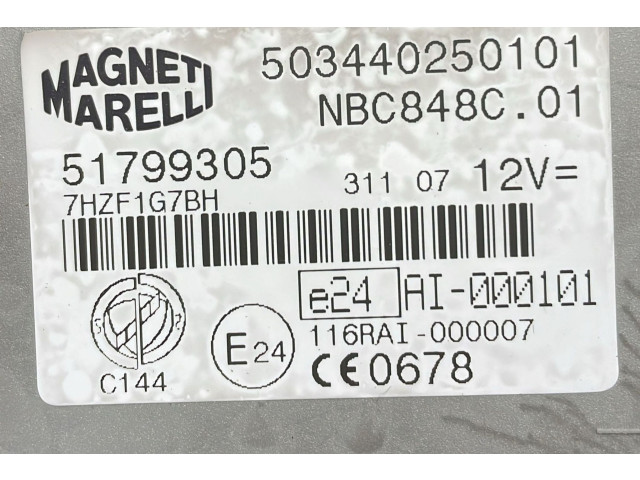 MAGNETI
MARELLI
503440250101
NBC848C.01
51799305
311 07 12V=
7HZF1G7BH
e24 AI-000101
116RAI-000007
E24
CE0678
C144